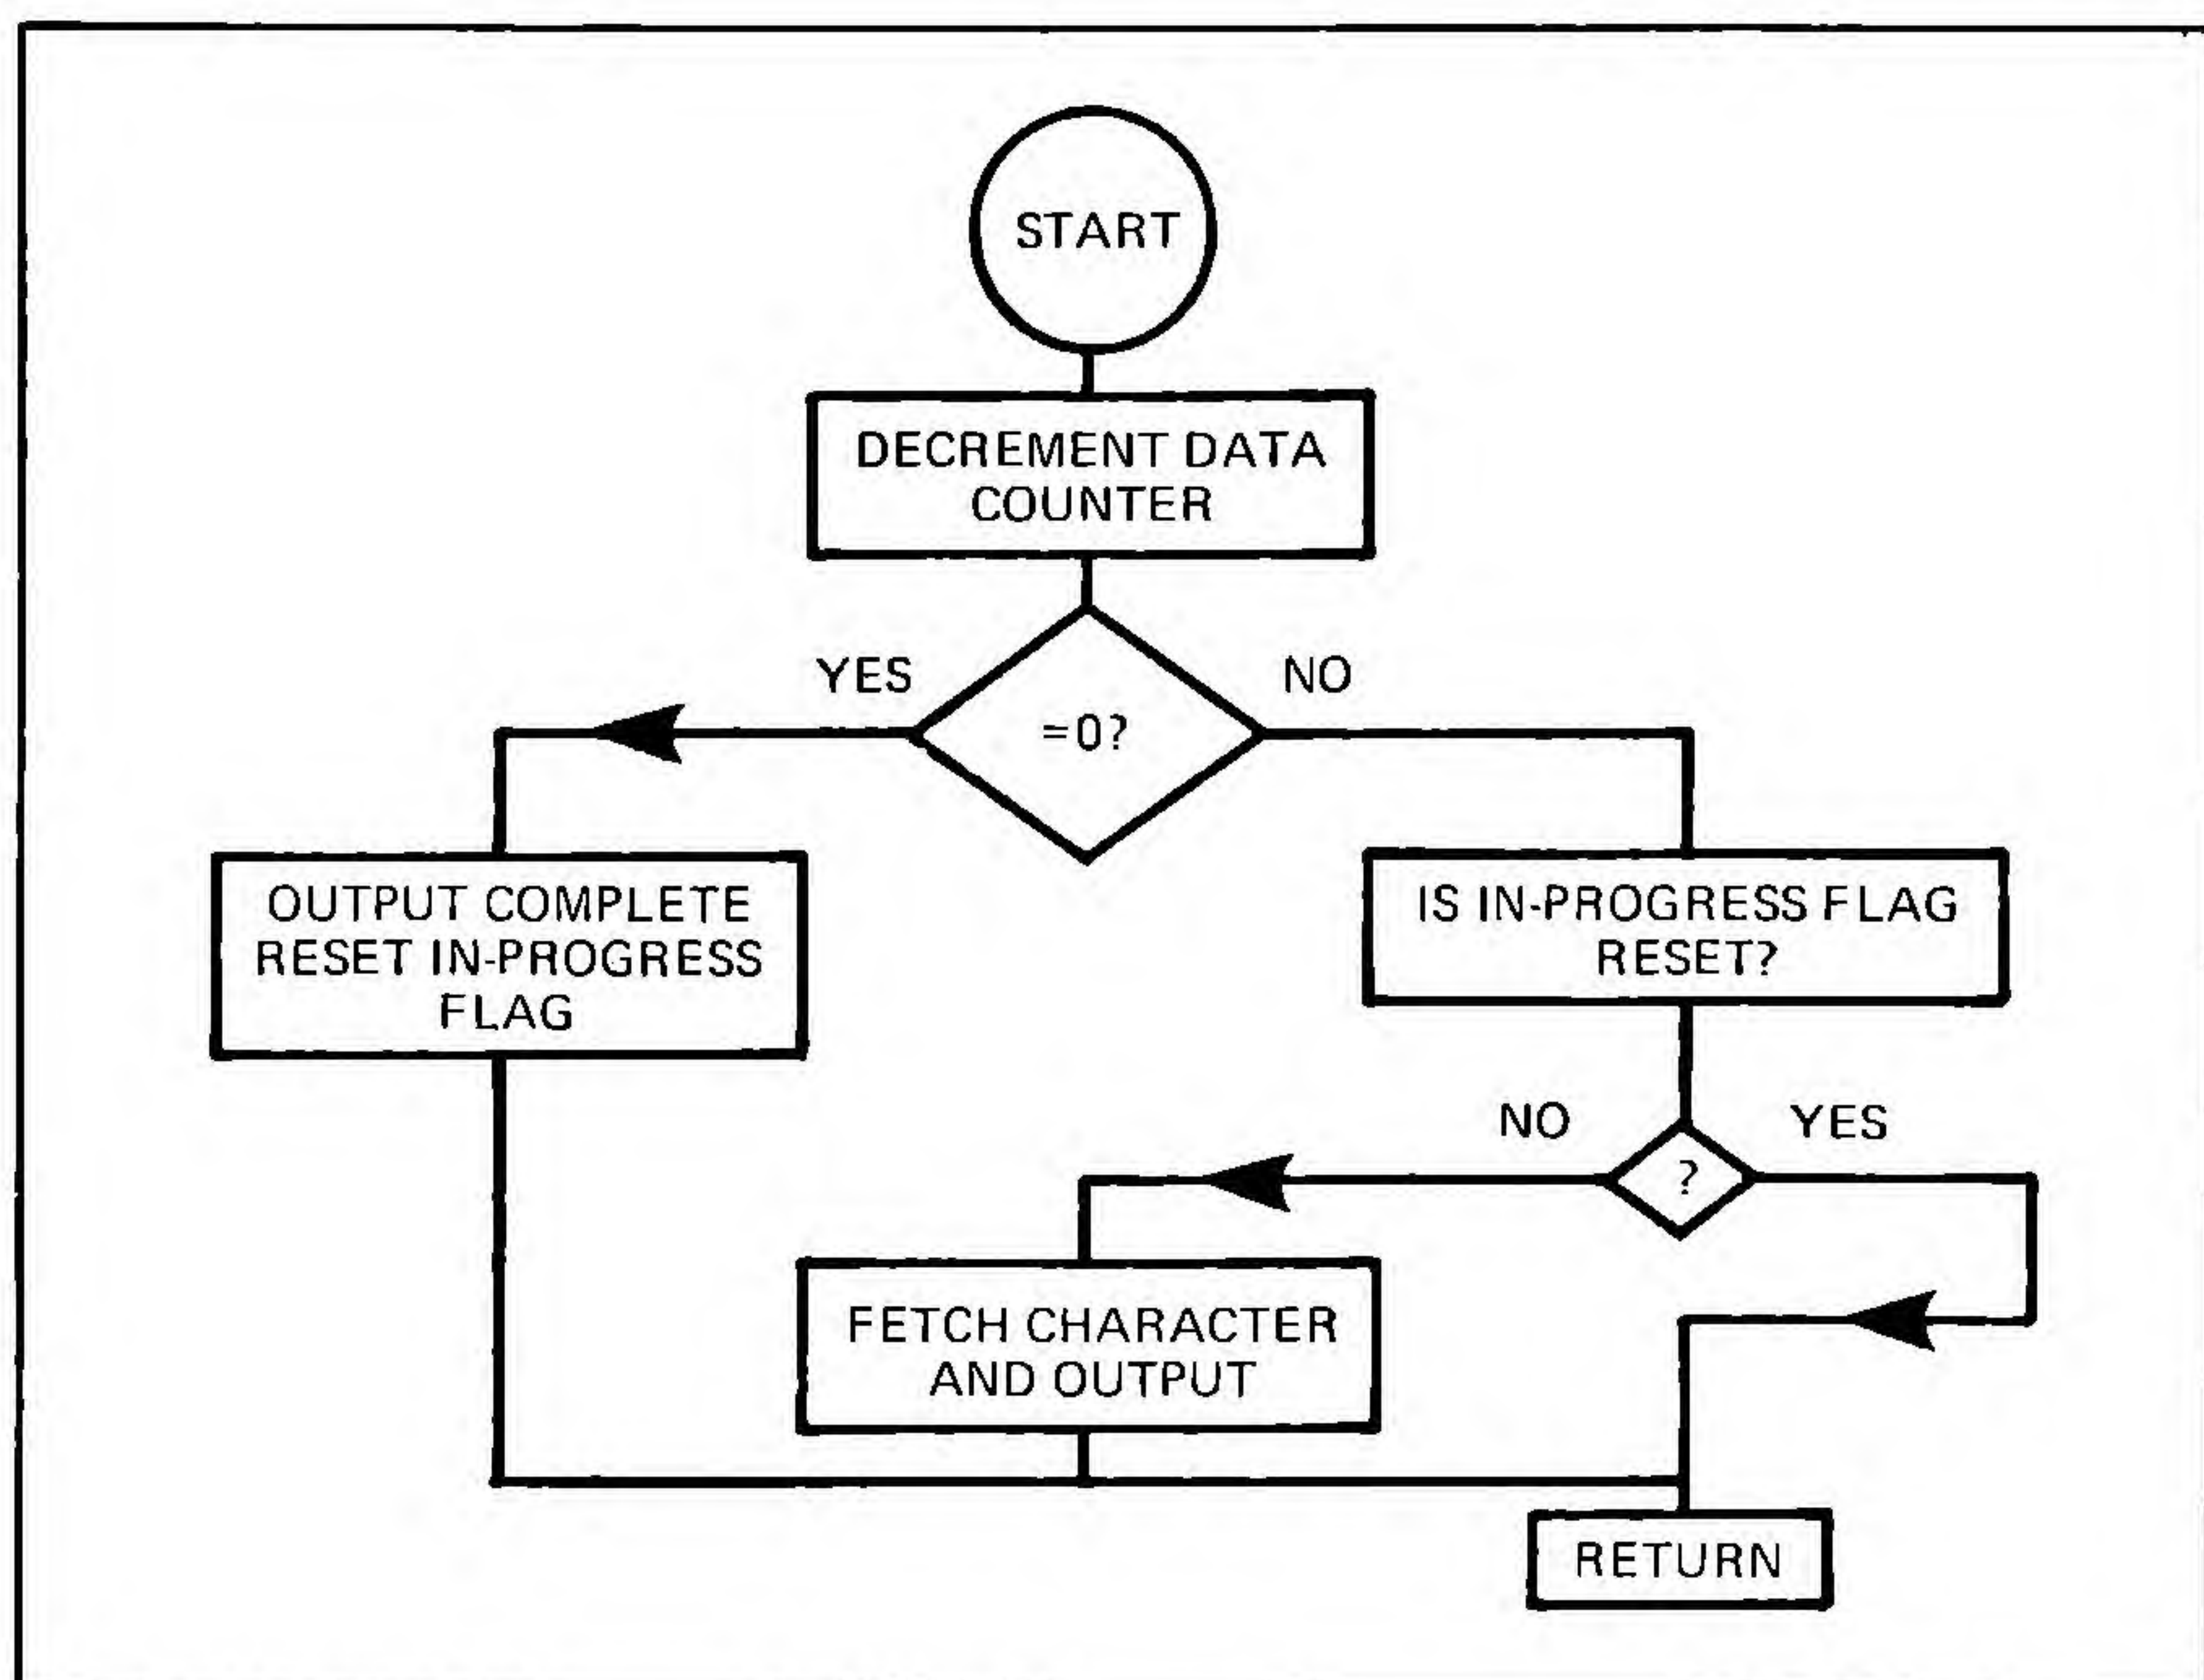 START
DECREMENT DATA
COUNTER
YES
NO
=0?
OUTPUT COMPLETE
RESET IN-PROGRESS
FLAG
IS IN-PROGRESS FLAG
RESET?
NO
YES
?
FETCH CHARACTER
AND OUTPUT
RETURN